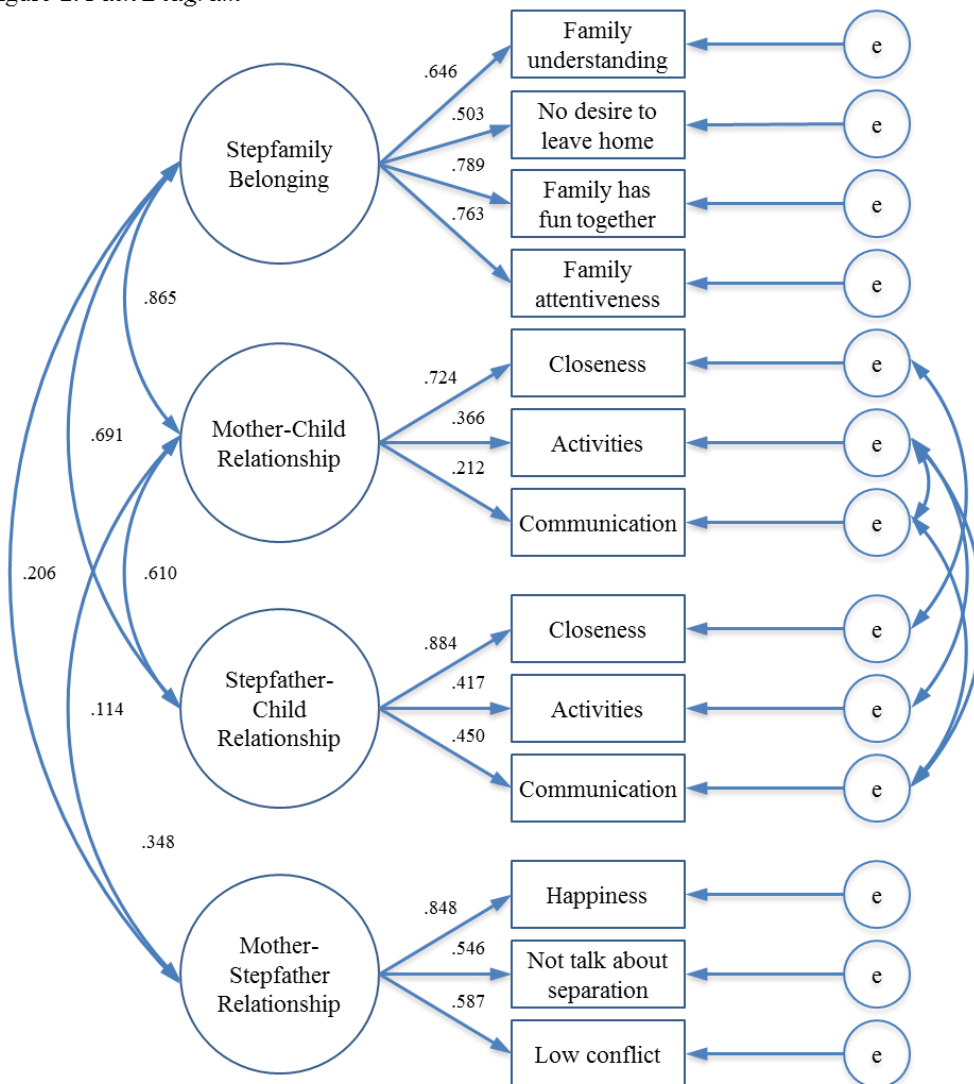 Family
understanding
e
.646
.503
No desire to
leave home
e
Stepfamily
Belonging
.789
Family has
fun together
e
.763
Family
attentiveness
e
.865
Closeness
e
.724
.366
Mother-Child
Relationship
Activities
e
.691
.212
Communication
e
.206
.610
Closeness
e
.884
.417
Stepfather-
Child
Relationship
Activities
e
.114
.450
Communication
e
.348
Happiness
e
.848
.546
Mother-
Stepfather
Relationship
Not talk about
separation
e
.587
Low conflict
e